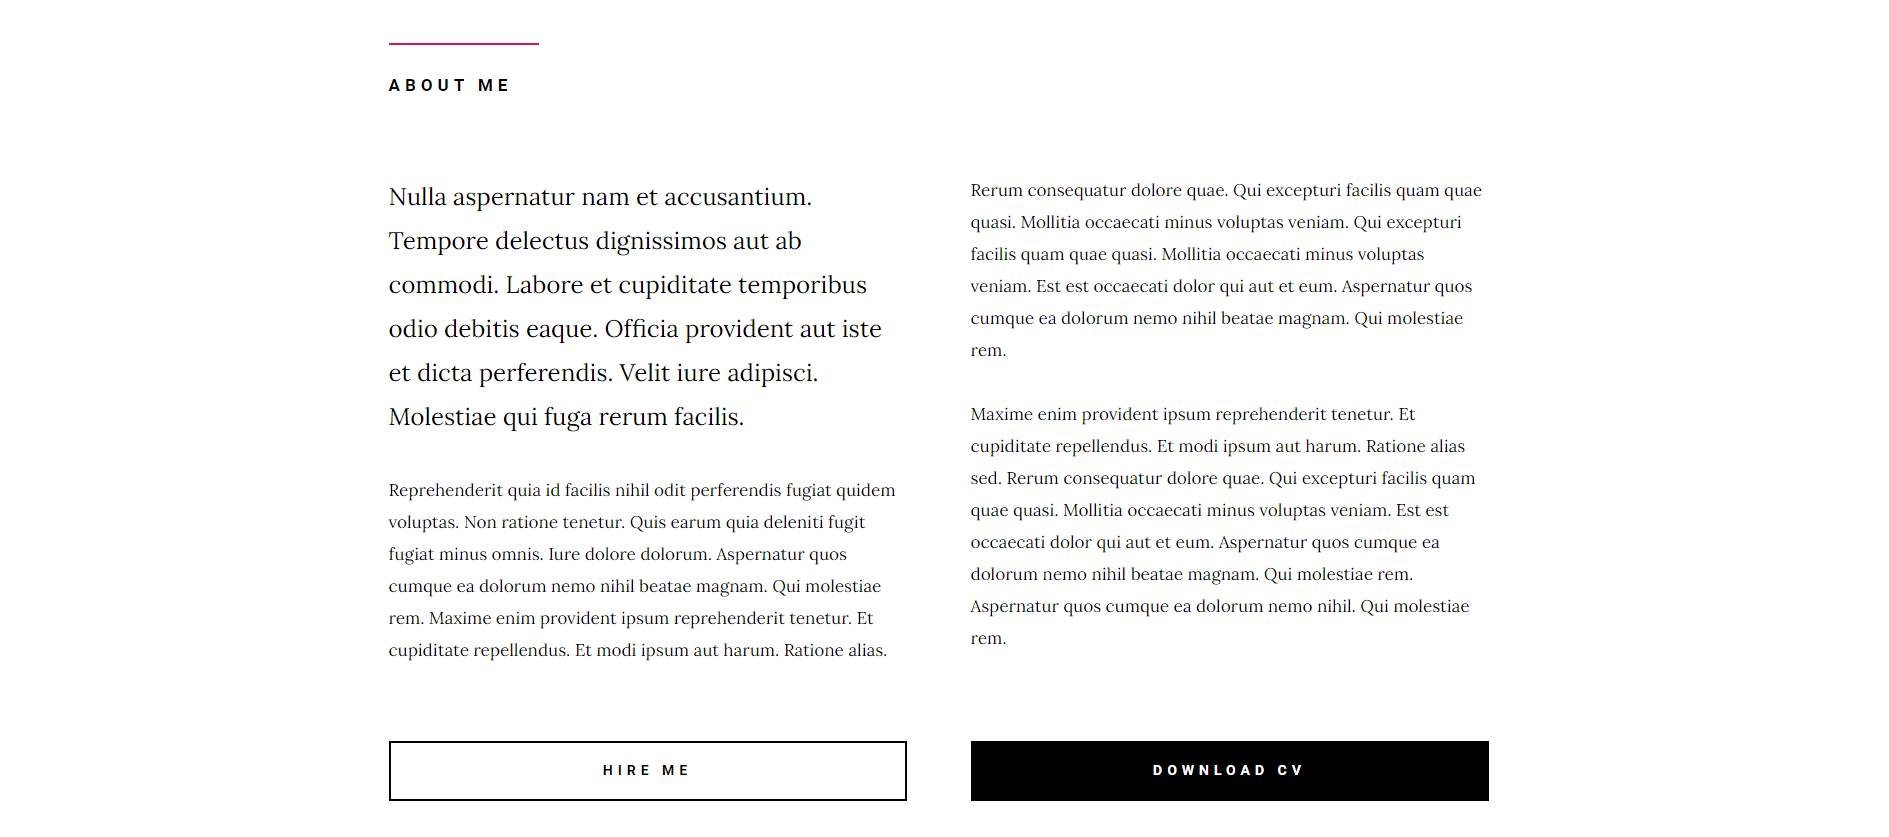 ABOUT ME
Nulla aspernatur nam et accusantium.
Tempore delectus dignissimos aut ab
commodi. Labore et cupiditate temporibus
odio debitis eaque. Officia provident aut iste
et dicta perferendis. Velit iure adipisci.
Molestiae qui fuga rerum facilis.
Reprehenderit quia id facilis nihil odit perferendis fugiat quidem
voluptas. Non ratione tenetur. Quis earum quia deleniti fugit
fugiat minus omnis. Iure dolore dolorum. Aspernatur quos
cumque ea dolorum nemo nihil beatae magnam. Qui molestiae
rem. Maxime enim provident ipsum reprehenderit tenetur. Et
cupiditate repellendus. Et modi ipsum aut harum. Ratione alias.
Rerum consequatur dolore quae. Qui excepturi facilis quam quae
quasi. Mollitia occaecati minus voluptas veniam. Qui excepturi
facilis quam quae quasi. Mollitia occaecati minus voluptas
veniam. Est est occaecati dolor qui aut et eum. Aspernatur quos
cumque ea dolorum nemo nihil beatae magnam. Qui molestiae
rem.
Maxime enim provident ipsum reprehenderit tenetur. Et
cupiditate repellendus. Et modi ipsum aut harum. Ratione alias
sed. Rerum consequatur dolore quae. Qui excepturi facilis quam
quae quasi. Mollitia occaecati minus voluptas veniam. Est est
occaecati dolor qui aut et eum. Aspernatur quos cumque ea
dolorum nemo nihil beatae magnam. Qui molestiae rem.
Aspernatur quos cumque ea dolorum nemo nihil. Qui molestiae
rem.
HIRE ME
DOWNLOAD CV